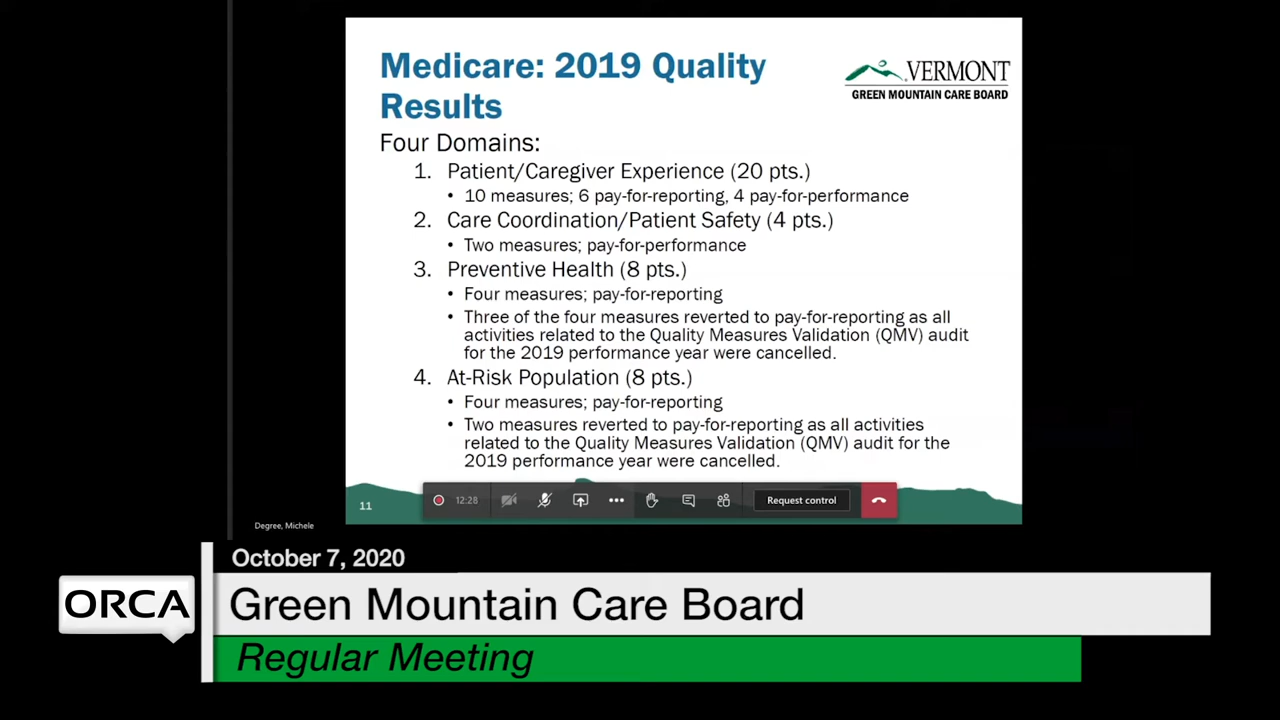 Medicare: 2019 Quality
Results
VERMONT
GREEN MOUNTAIN CARE BOARD
Four Domains:
1. Patient/Caregiver Experience (20 pts.)
• 10 measures; 6 pay-for-reporting, 4 pay-for-performance
2. Care Coordination/Patient Safety (4 pts.)
• Two measures; pay-for-performance
3. Preventive Health (8 pts.)
• Four measures; pay-for-reporting
• Three of the four measures reverted to pay-for-reporting as all
activities related to the Quality Measures Validation (QMV) audit
for the 2019 performance year were cancelled.
4. At-Risk Population (8 pts.)
• Four measures; pay-for-reporting
• Two measures reverted to pay-for-reporting as all activities
related to the Quality Measures Validation (QMV) audit for the
2019 performance year were cancelled.
11
12:28
Request control
Degree, Michele
October 7, 2020
ORCA
Green Mountain Care Board
Regular Meeting